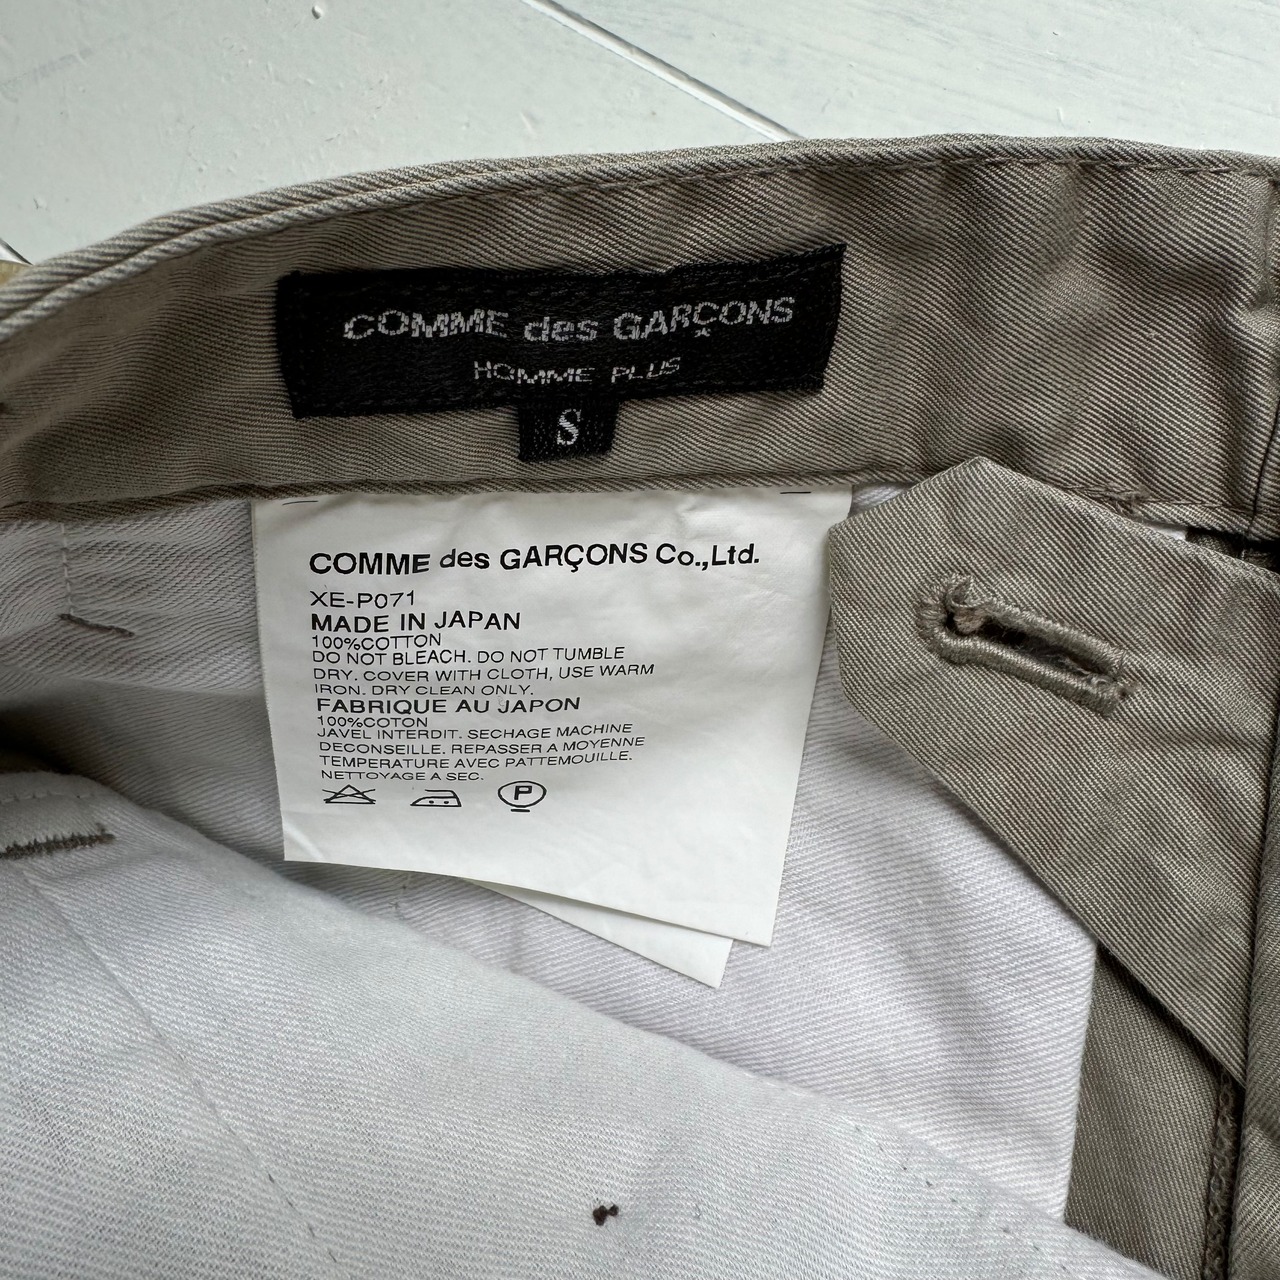 COMME des GARÇONS
HOMME PLUS
S
COMME des GARÇONS Co.,Ltd.
XE-P071
MADE IN JAPAN
100%COTTON
DO NOT BLEACH. DO NOT TUMBLE
DRY. COVER WITH CLOTH, USE WARM
IRON. DRY CLEAN ONLY.
FABRIQUE AU JAPON
100%COTON
JAVEL INTERDIT. SECHAGE MACHINE
DECONSEILLE. REPASSER A MOYENNE
TEMPERATURE AVEC PATTEMOUILLE.
NETTOYAGE A SEC.
P